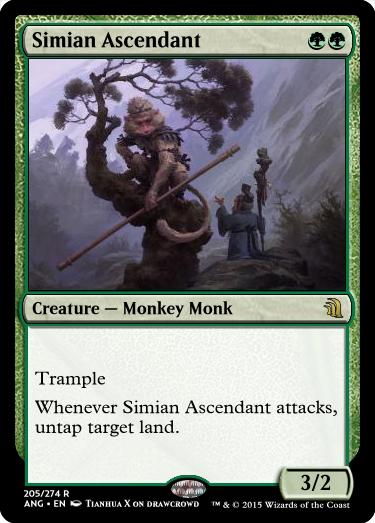 Simian Ascendant
Creature — Monkey Monk
Trample
Whenever Simian Ascendant attacks,
untap target land.
3/2
205/274 R
ANG • EN Tianhua X on drawcrowd ™ & © 2015 Wizards of the Coast